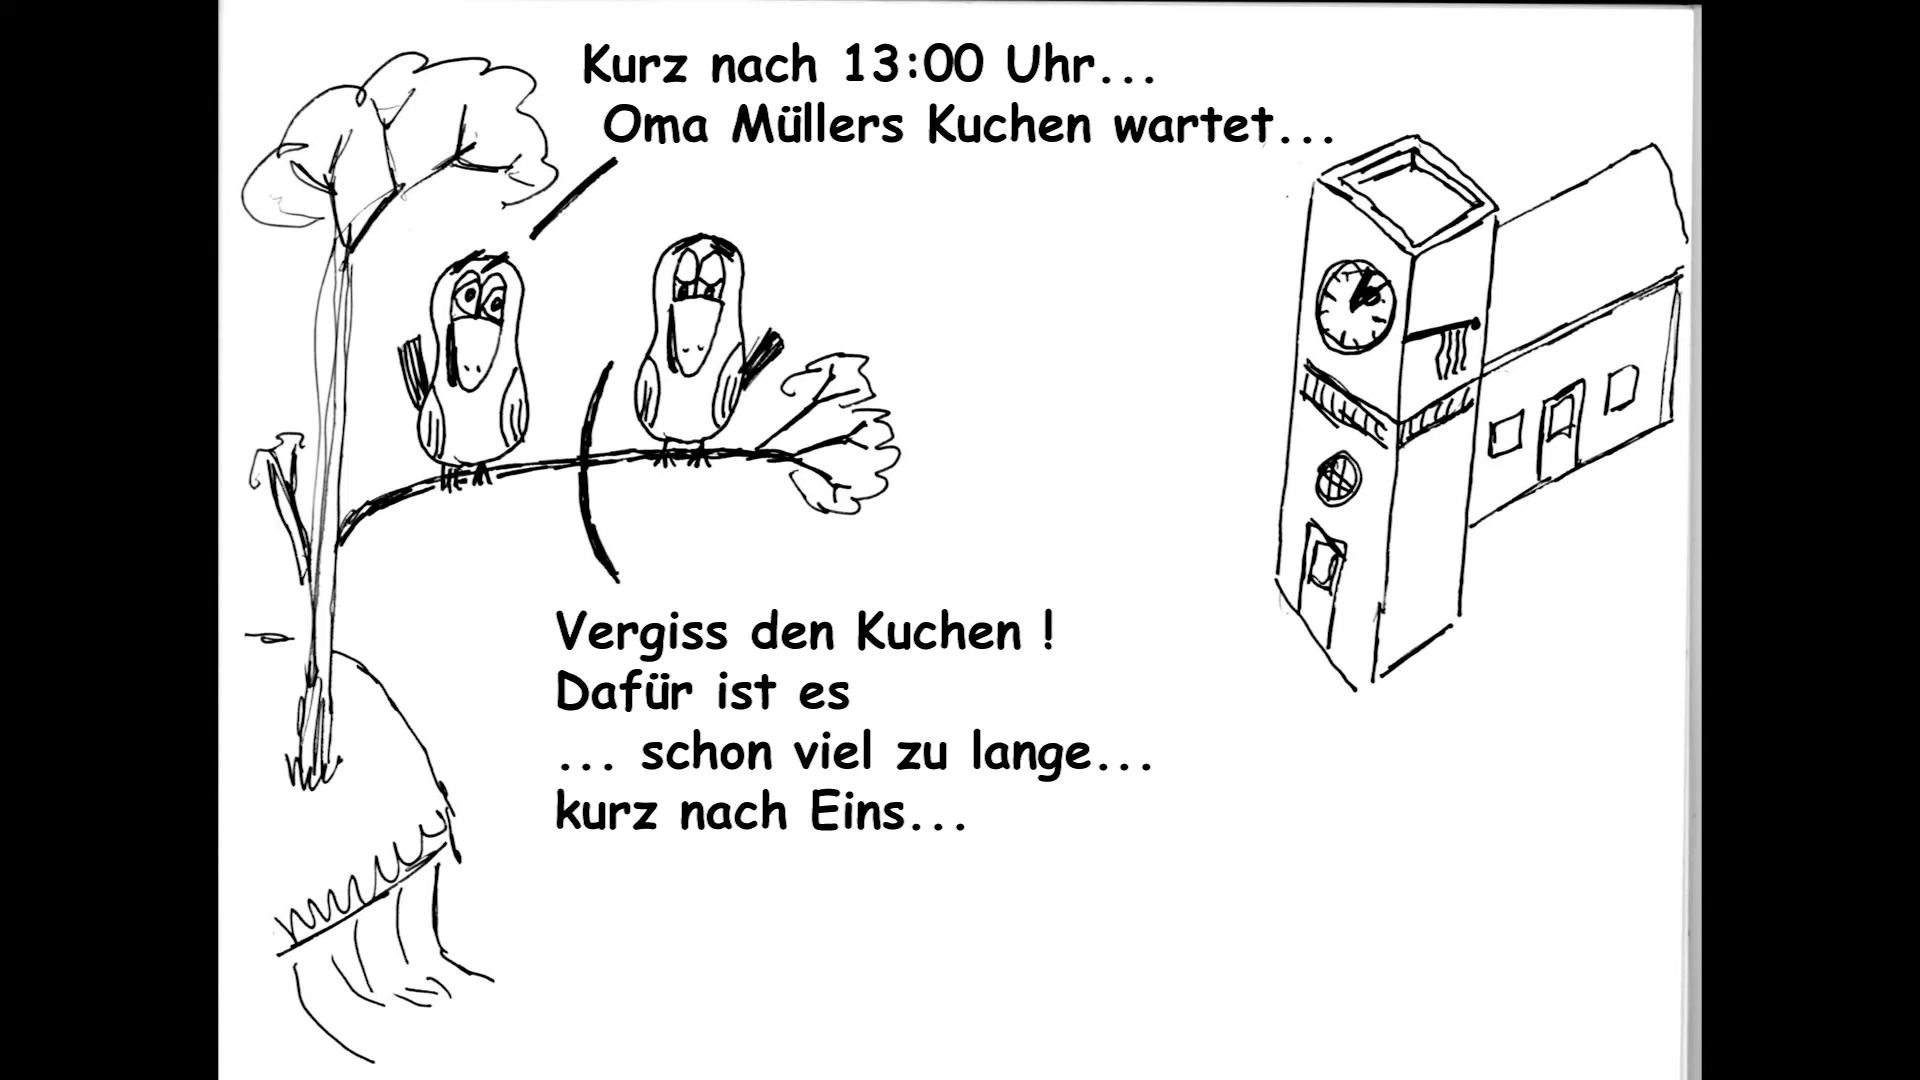 Kurz nach 13:00 Uhr...
Oma Müllers Kuchen wartet...
Vergiss den Kuchen !
Dafür ist es
... schon viel zu lange...
kurz nach Eins...